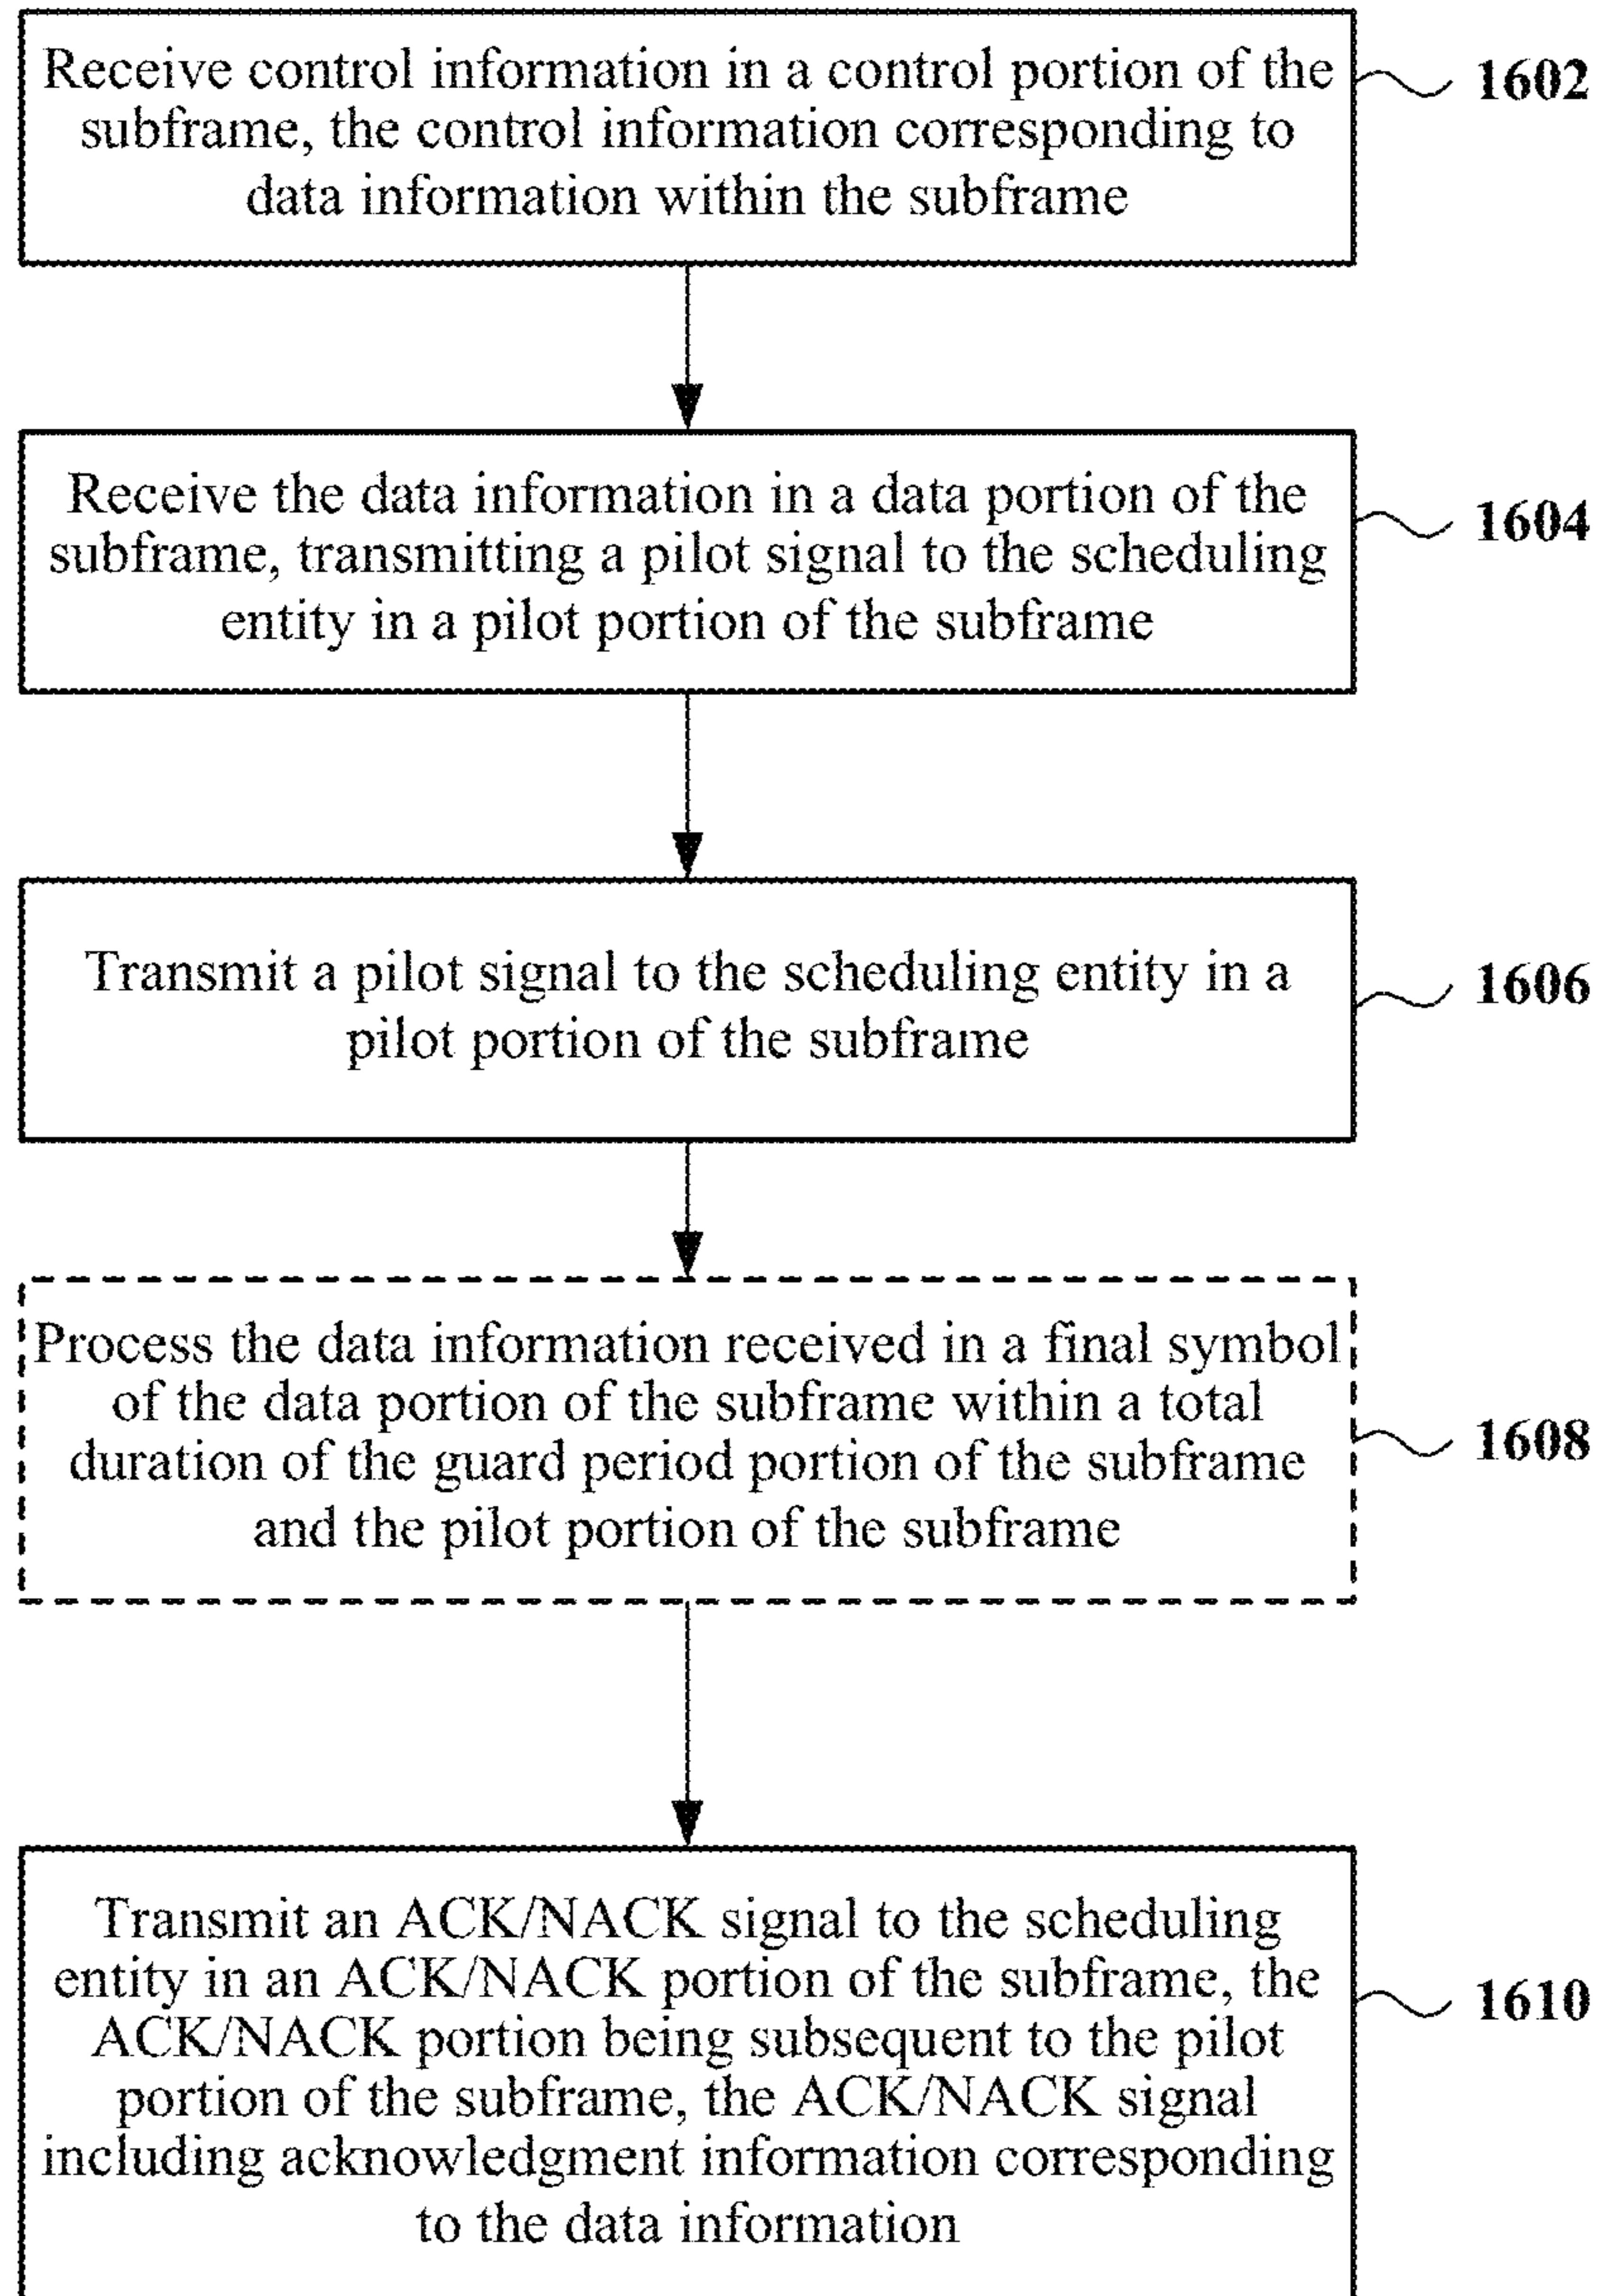 Receive control information in a control portion of the
subframe, the control information corresponding to
data information within the subframe
1602
Receive the data information in a data portion of the
subframe, transmitting a pilot signal to the scheduling
entity in a pilot portion of the subframe
1604
Transmit a pilot signal to the scheduling entity in a
pilot portion of the subframe
1606
Process the data information received in a final symbol
of the data portion of the subframe within a total
duration of the guard period portion of the subframe
and the pilot portion of the subframe
1608
Transmit an ACK/NACK signal to the scheduling
entity in an ACK/NACK portion of the subframe, the
ACK/NACK portion being subsequent to the pilot
portion of the subframe, the ACK/NACK signal
including acknowledgment information corresponding
to the data information
1610